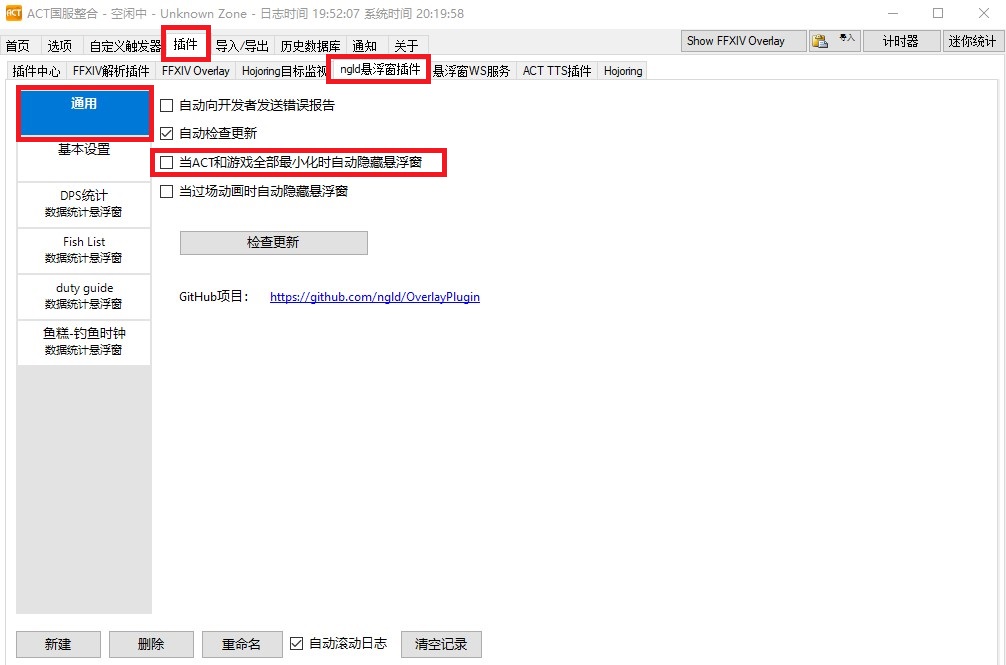 ACT国服整合 - 空闲中 - Unknown Zone - 日志时间 19:52:07 系统时间 20:19:58
首页 选项 自定义触发器 插件 导入/导出 历史数据库 通知 关于
Show FFXIV Overlay 导入 计时器 迷你统计
插件中心 FFXIV解析插件 FFXIV Overlay Hojoring目标监视 ngld悬浮窗插件 悬浮窗WS服务 ACT TTS插件 Hojoring
通用
基本设置
DPS统计
数据统计悬浮窗
Fish List
数据统计悬浮窗
duty guide
数据统计悬浮窗
鱼糕-钓鱼时钟
数据统计悬浮窗
自动向开发者发送错误报告
自动检查更新
当ACT和游戏全部最小化时自动隐藏悬浮窗
当过场动画时自动隐藏悬浮窗
检查更新
GitHub项目: https://github.com/ngld/OverlayPlugin
新建 删除 重命名 自动滚动日志 清空记录